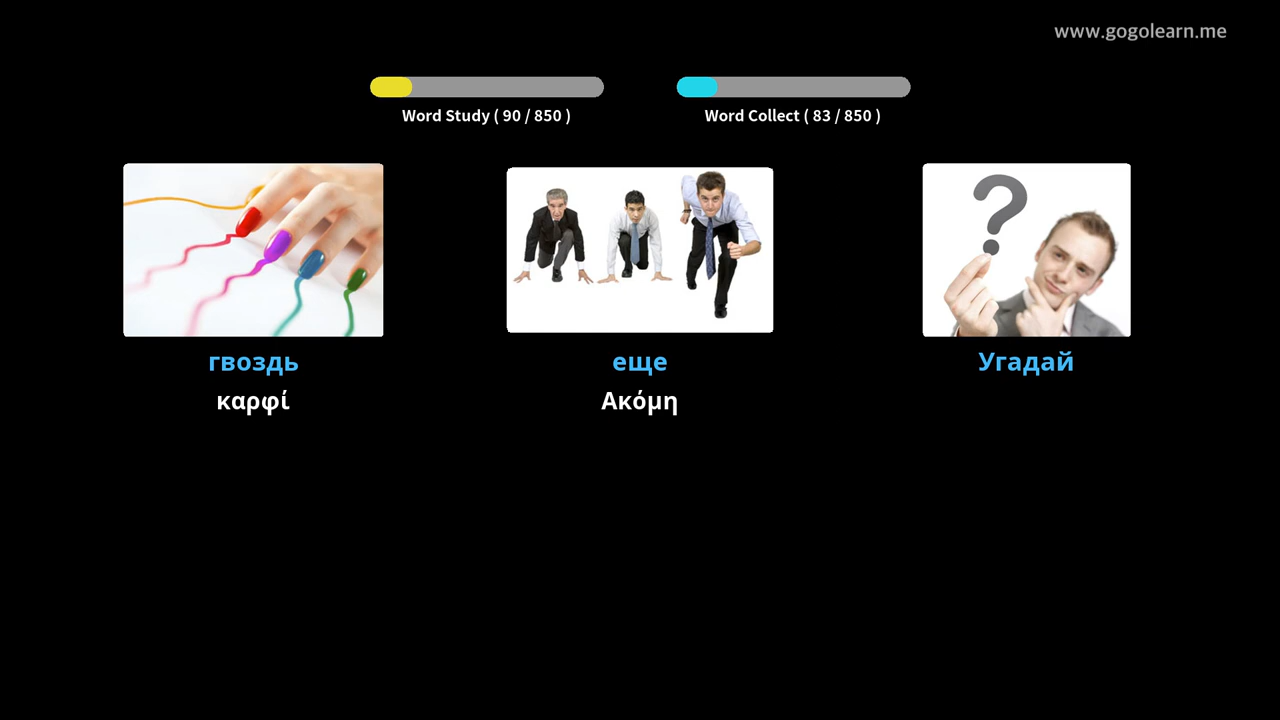 www.gogolearn.me
Word Study ( 90 / 850 )
Word Collect ( 83 / 850 )
гвоздь
καρφί
еще
Ακόμη
Угадай